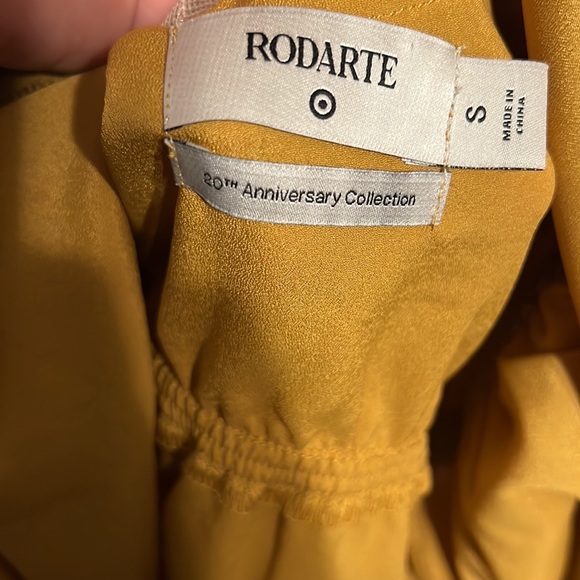 RODARTE
20TH Anniversary Collection
S
MADE IN
CHINA